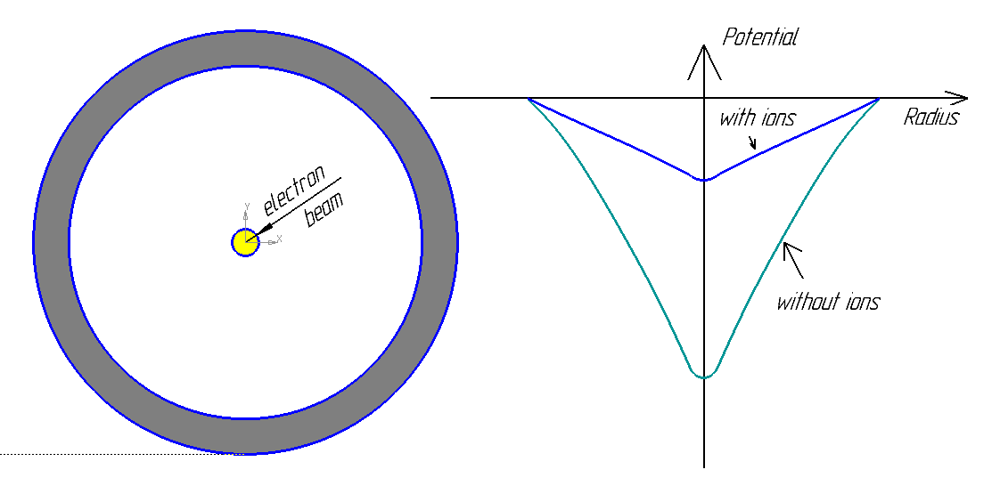 electron
beam
Y
X
Potential
with ions
Radius
without ions